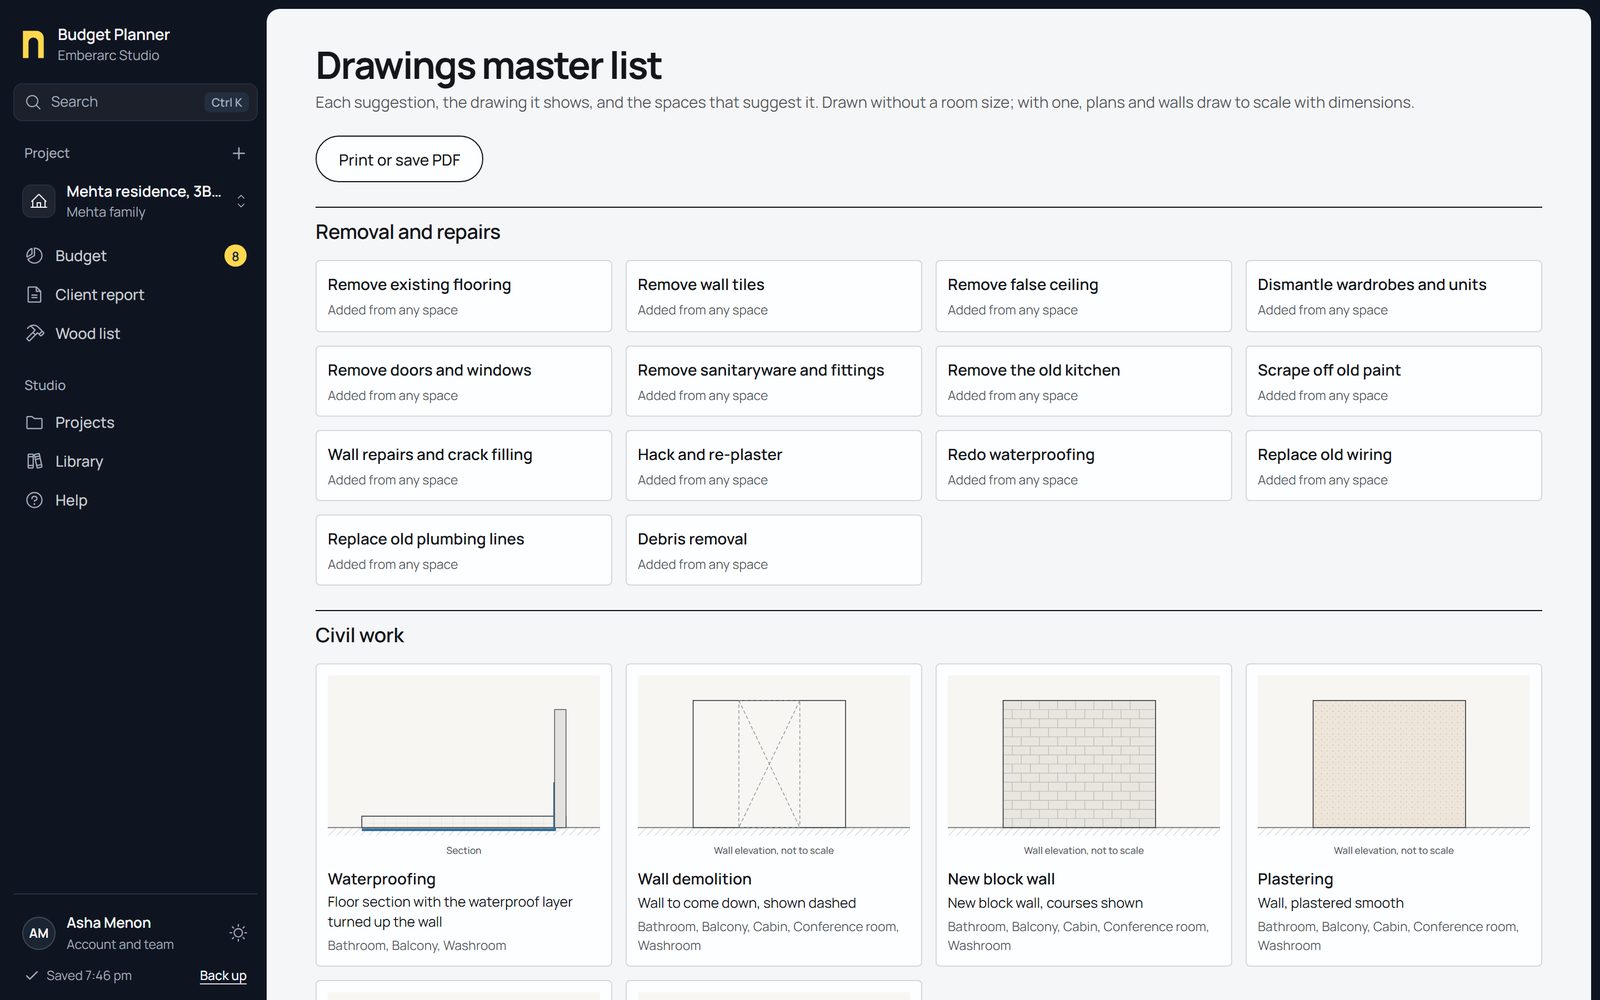 Budget Planner
Emberarc Studio
Search
Ctrl K
Project
Mehta residence, 3B...
Mehta family
Budget
8
Client report
Wood list
Studio
Projects
Library
Help
AM
Asha Menon
Account and team
Saved 7:46 pm
Back up
Drawings master list
Each suggestion, the drawing it shows, and the spaces that suggest it. Drawn without a room size; with one, plans and walls draw to scale with dimensions.
Print or save PDF
Removal and repairs
Remove existing flooring
Added from any space
Remove wall tiles
Added from any space
Remove false ceiling
Added from any space
Dismantle wardrobes and units
Added from any space
Remove doors and windows
Added from any space
Remove sanitaryware and fittings
Added from any space
Remove the old kitchen
Added from any space
Scrape off old paint
Added from any space
Wall repairs and crack filling
Added from any space
Hack and re-plaster
Added from any space
Redo waterproofing
Added from any space
Replace old wiring
Added from any space
Replace old plumbing lines
Added from any space
Debris removal
Added from any space
Civil work
Section
Waterproofing
Floor section with the waterproof layer
turned up the wall
Bathroom, Balcony, Washroom
Wall elevation, not to scale
Wall demolition
Wall to come down, shown dashed
Bathroom, Balcony, Cabin, Conference room,
Washroom
Wall elevation, not to scale
New block wall
New block wall, courses shown
Bathroom, Balcony, Cabin, Conference room,
Washroom
Wall elevation, not to scale
Plastering
Wall, plastered smooth
Bathroom, Balcony, Cabin, Conference room,
Washroom